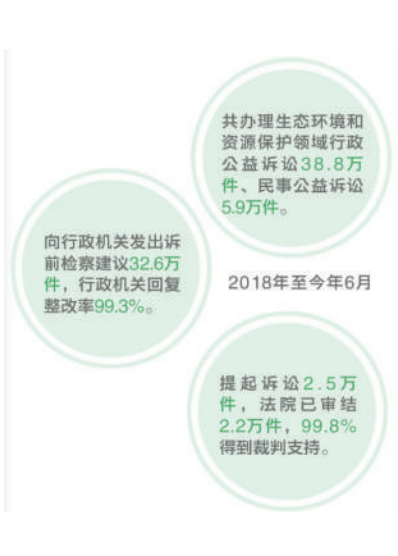 共办理生态环境和
资源保护领域行政
公益诉讼38.8万
件、民事公益诉讼
5.9万件。
向行政机关发出诉
前检察建议32.6万
件，行政机关回复
整改率99.3%。
2018年至今年6月
提起诉讼2.5万
件，法院已审结
2.2万件，99.8%
得到裁判支持。